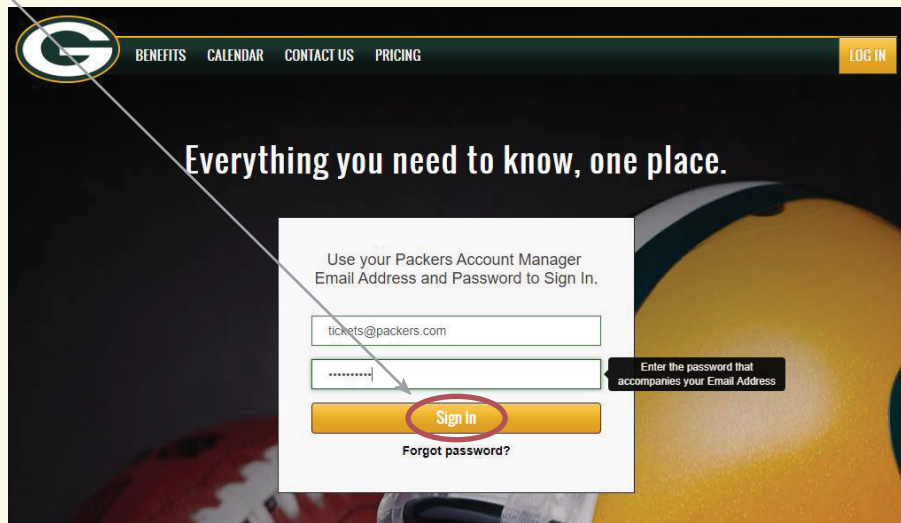 G
BENEFITS CALENDAR CONTACT US PRICING LOG IN
Everything you need to know, one place.
Use your Packers Account Manager
Email Address and Password to Sign In.
tickets@packers.com
••••••••••
Enter the password that
accompanies your Email Address
Sign In
Forgot password?